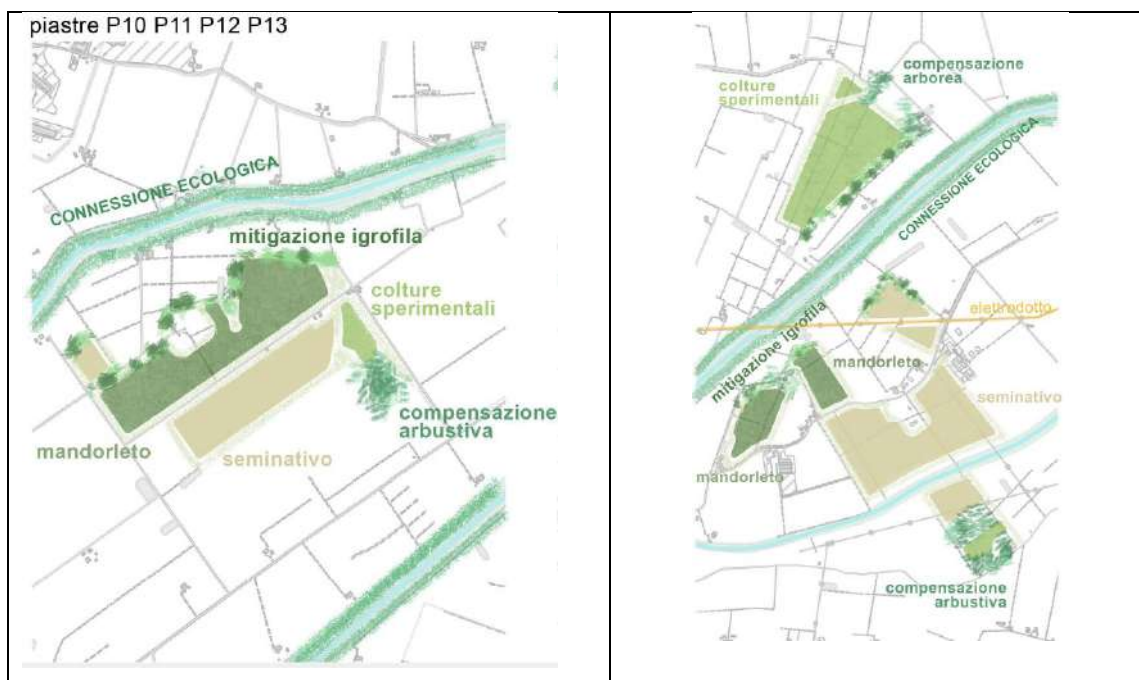 piastre P10 P11 P12 P13
CONNESSIONE ECOLOGICA
mitigazione igrofila
colture
sperimentali
compensazione
arbustiva
mandorleto
seminativo
compensazione
arborea
colture
sperimentali
CONNESSIONE ECOLOGICA
elettrodotto
mitigazione igrofila
mandorleto
seminativo
mandorleto
compensazione
arbustiva